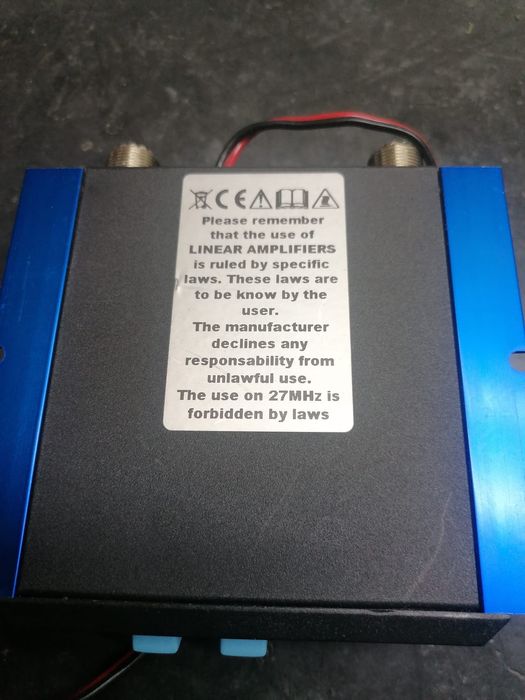 CE
Please remember
that the use of
LINEAR AMPLIFIERS
is ruled by specific
laws. These laws are
to be know by the
user.
The manufacturer
declines any
responsability from
unlawful use.
The use on 27MHz is
forbidden by laws